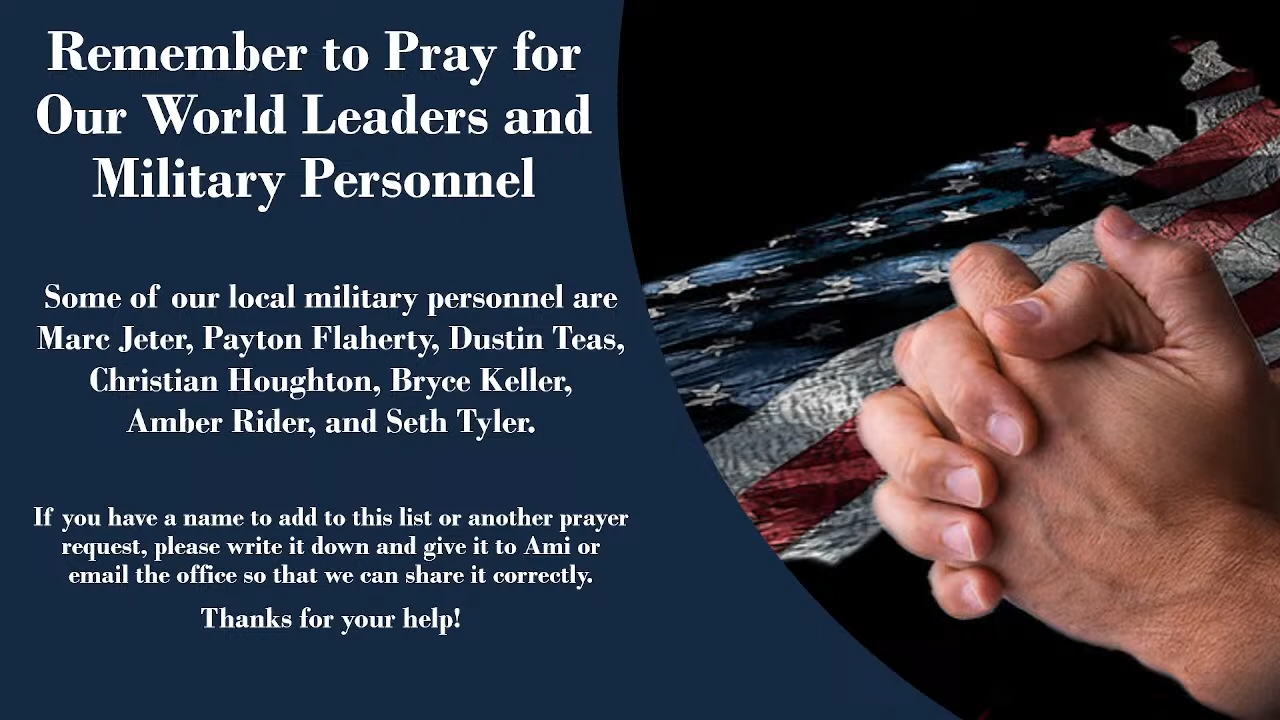 Remember to Pray for
Our World Leaders and
Military Personnel
Some of our local military personnel are
Marc Jeter, Payton Flaherty, Dustin Teas,
Christian Houghton, Bryce Keller,
Amber Rider, and Seth Tyler.
If you have a name to add to this list or another prayer
request, please write it down and give it to Ami or
email the office so that we can share it correctly.
Thanks for your help!